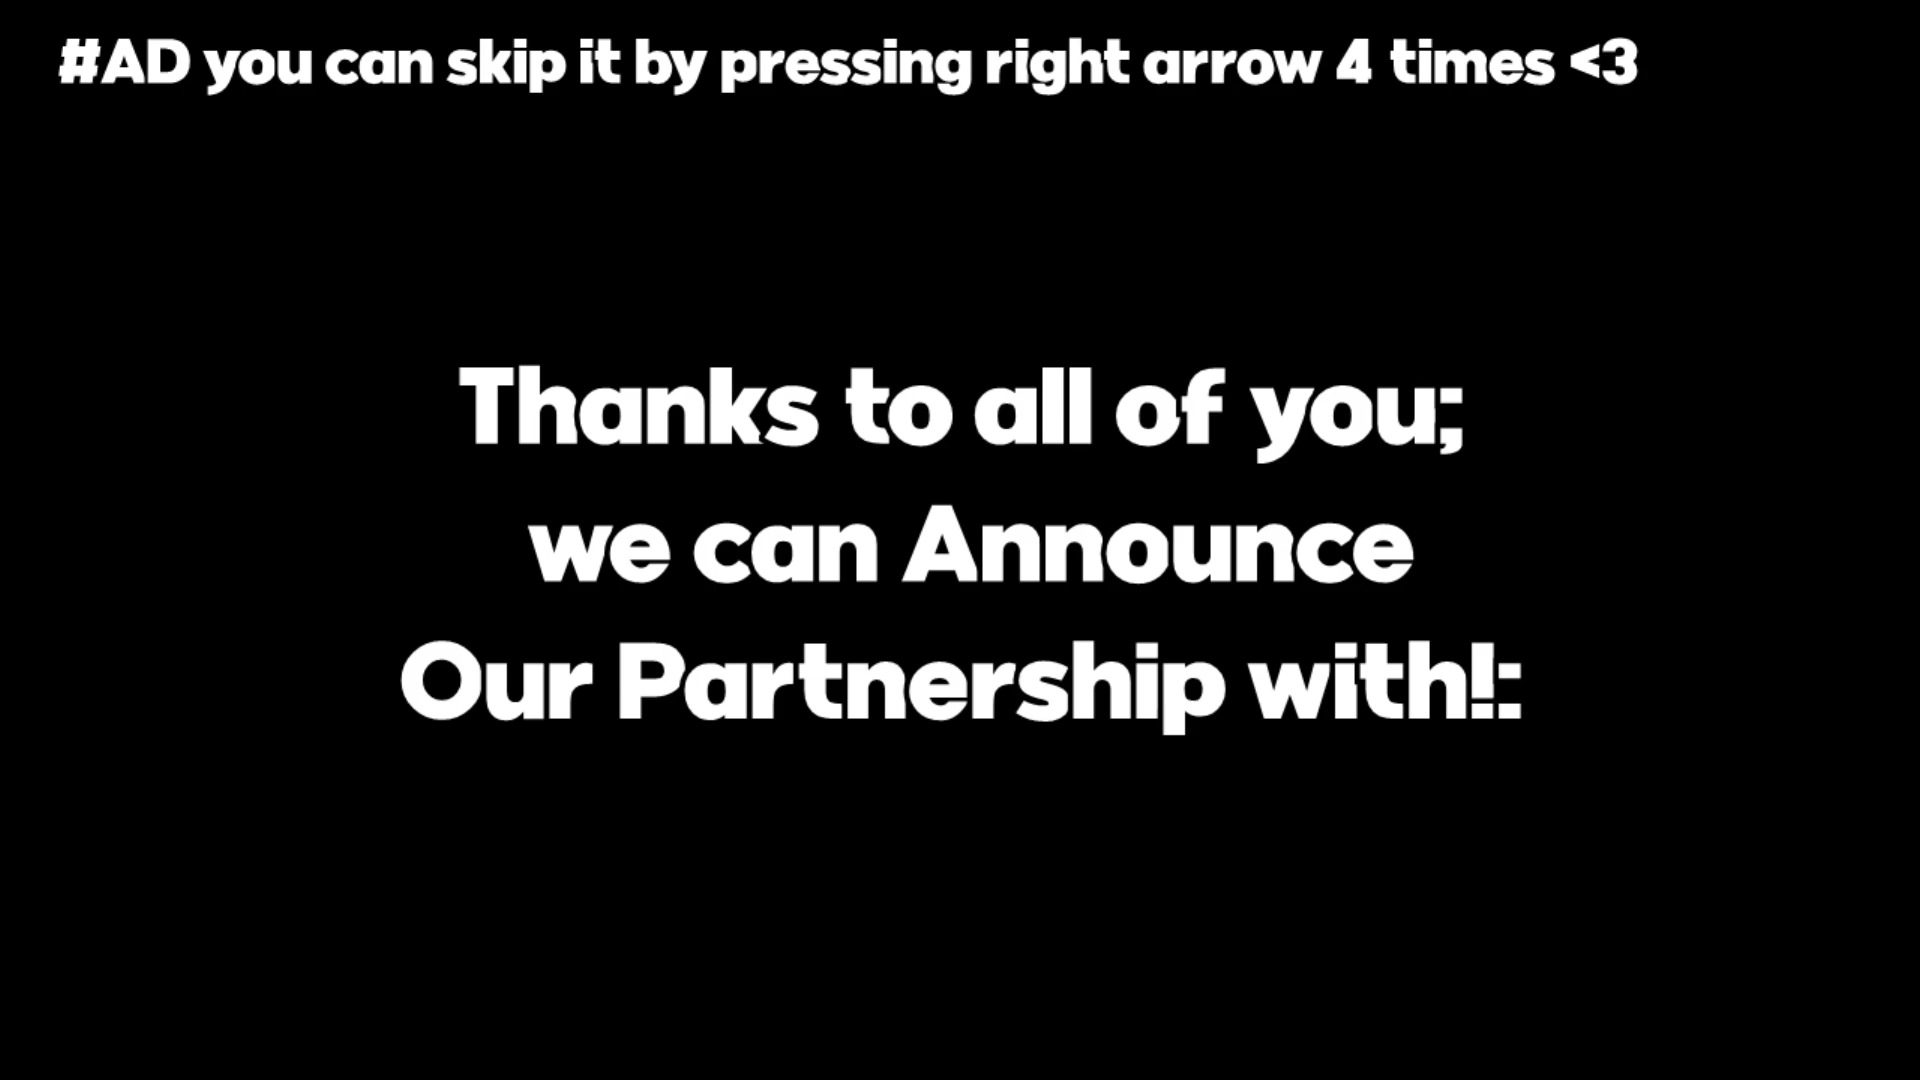 #AD you can skip it by pressing right arrow 4 times <3
Thanks to all of you;
we can Announce
Our Partnership with!: